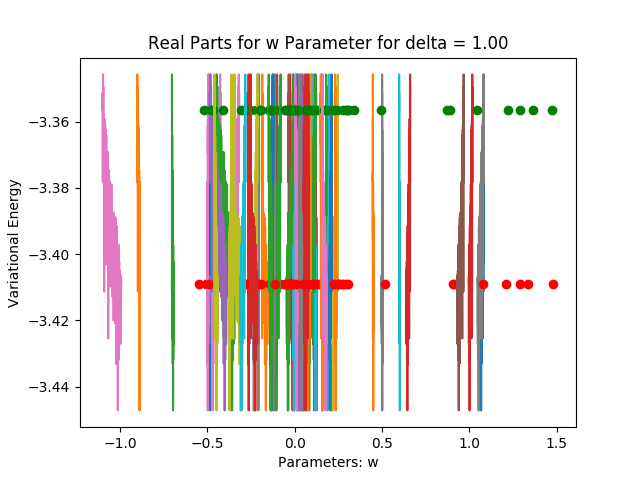 Real Parts for w Parameter for delta = 1.00
Variational Energy
−3.36
−3.38
−3.40
−3.42
−3.44
−1.0 −0.5 0.0 0.5 1.0 1.5
Parameters: w